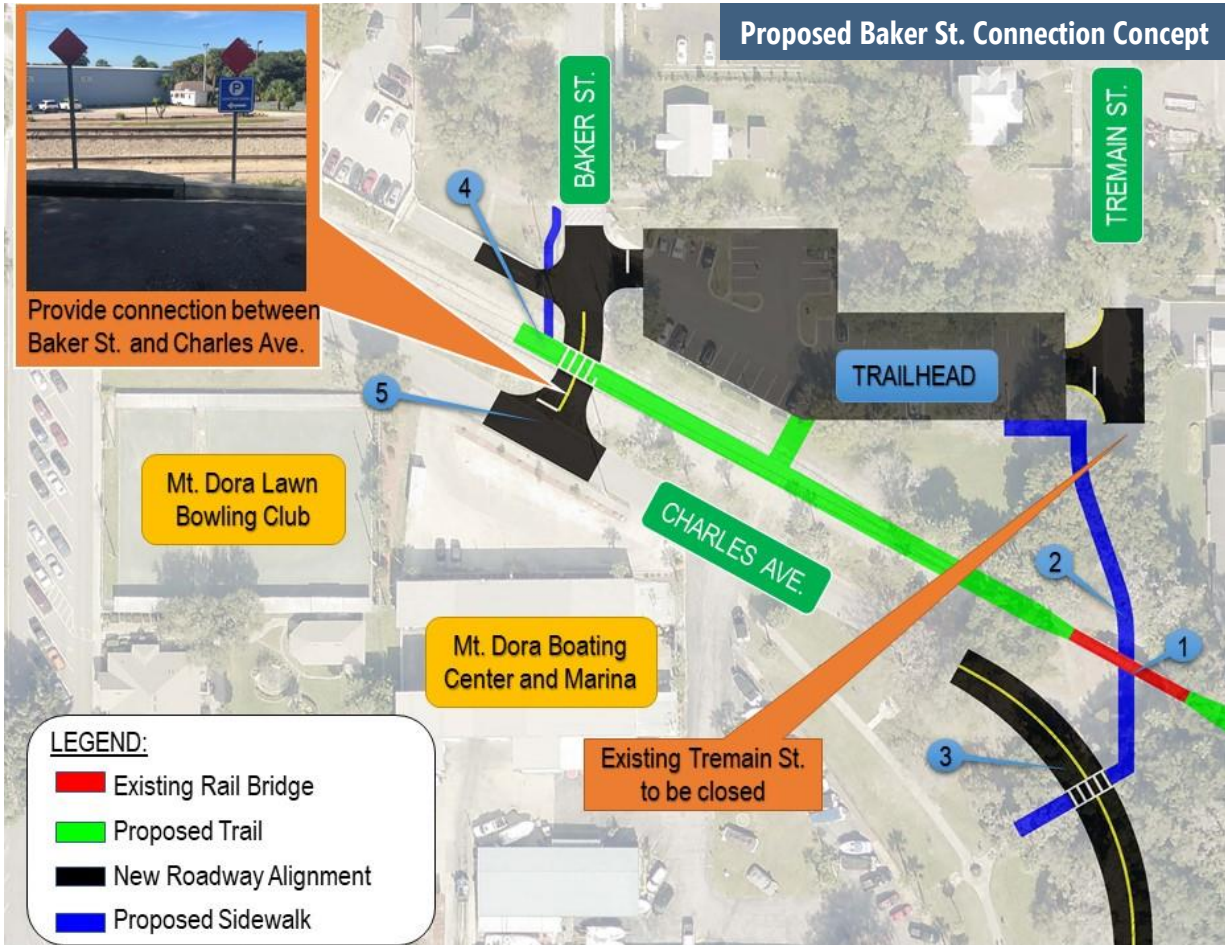 Proposed Baker St. Connection Concept
BAKER ST.
TREMAIN ST.
P
Provide connection between
Baker St. and Charles Ave.
4
5
TRAILHEAD
Mt. Dora Lawn
Bowling Club
CHARLES AVE.
2
1
Mt. Dora Boating
Center and Marina
3
Existing Tremain St.
to be closed
LEGEND:
Existing Rail Bridge
Proposed Trail
New Roadway Alignment
Proposed Sidewalk